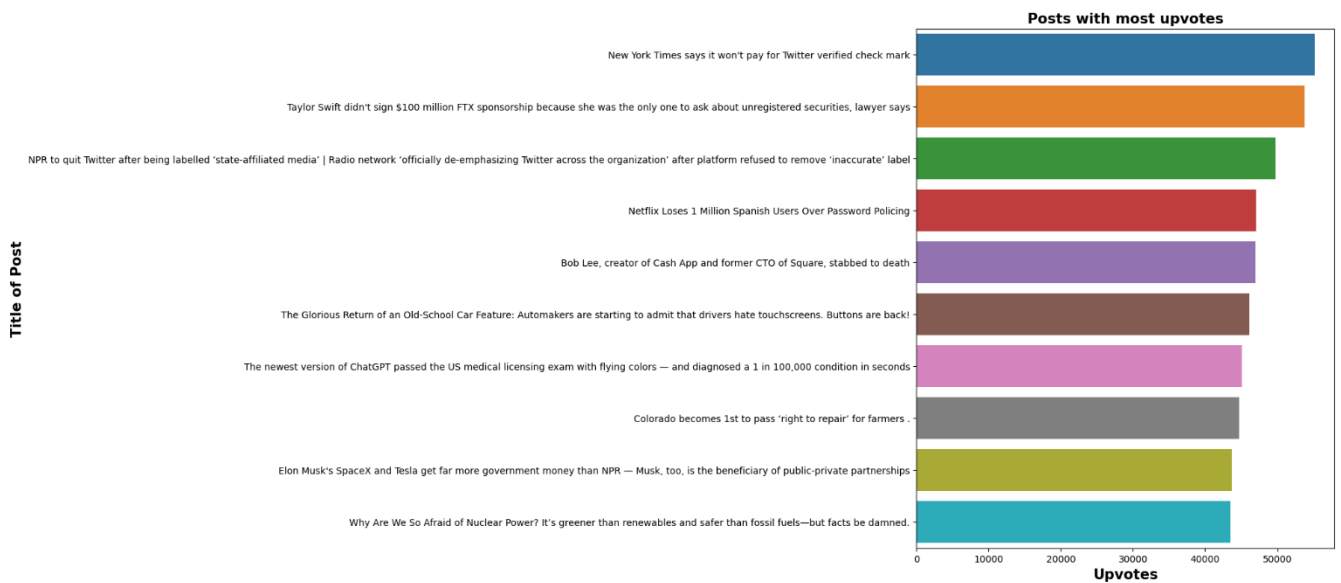 Posts with most upvotes
New York Times says it won't pay for Twitter verified check mark
Taylor Swift didn't sign $100 million FTX sponsorship because she was the only one to ask about unregistered securities, lawyer says
NPR to quit Twitter after being labelled ‘state-affiliated media’ | Radio network ‘officially de-emphasizing Twitter across the organization’ after platform refused to remove ‘inaccurate’ label
Netflix Loses 1 Million Spanish Users Over Password Policing
Bob Lee, creator of Cash App and former CTO of Square, stabbed to death
The Glorious Return of an Old-School Car Feature: Automakers are starting to admit that drivers hate touchscreens. Buttons are back!
The newest version of ChatGPT passed the US medical licensing exam with flying colors — and diagnosed a 1 in 100,000 condition in seconds
Colorado becomes 1st to pass ‘right to repair’ for farmers .
Elon Musk's SpaceX and Tesla get far more government money than NPR — Musk, too, is the beneficiary of public-private partnerships
Why Are We So Afraid of Nuclear Power? It’s greener than renewables and safer than fossil fuels—but facts be damned.
Title of Post
0 10000 20000 30000 40000 50000
Upvotes